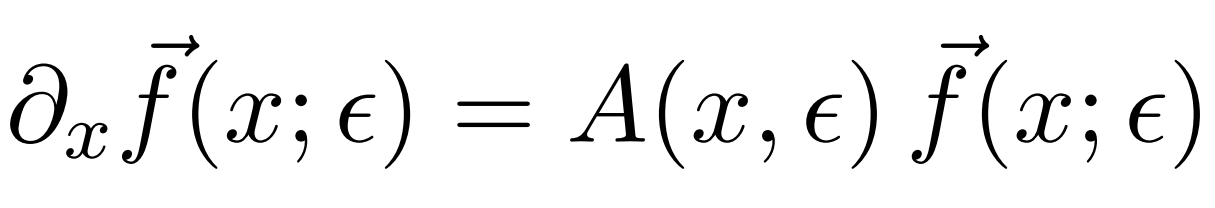 ∂ₓf⃗(x; ϵ) = A(x, ϵ) f⃗(x; ϵ)